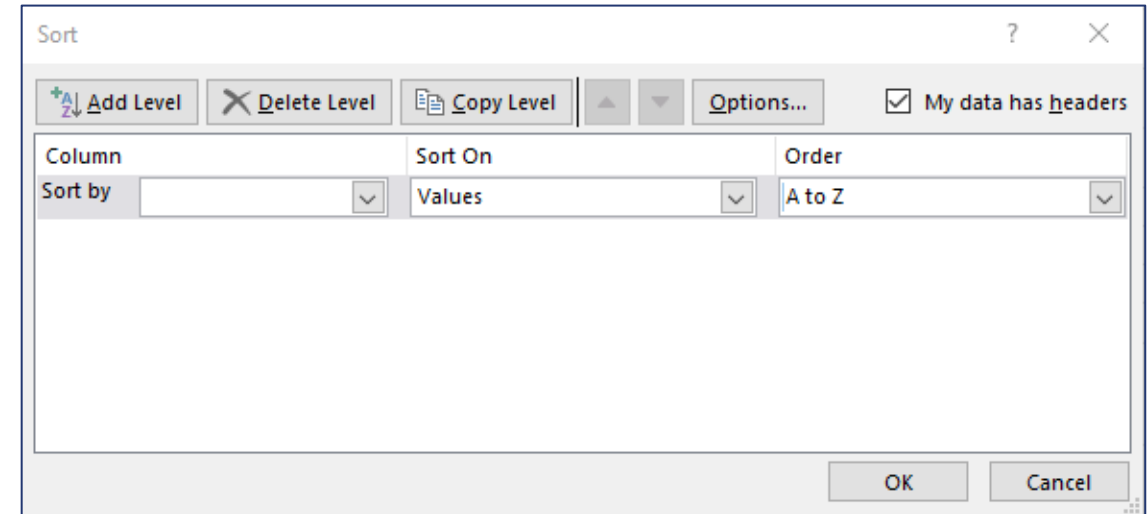 Sort ?
Add Level Delete Level Copy Level Options... My data has headers
Column Sort On Order
Sort by Values A to Z
OK Cancel